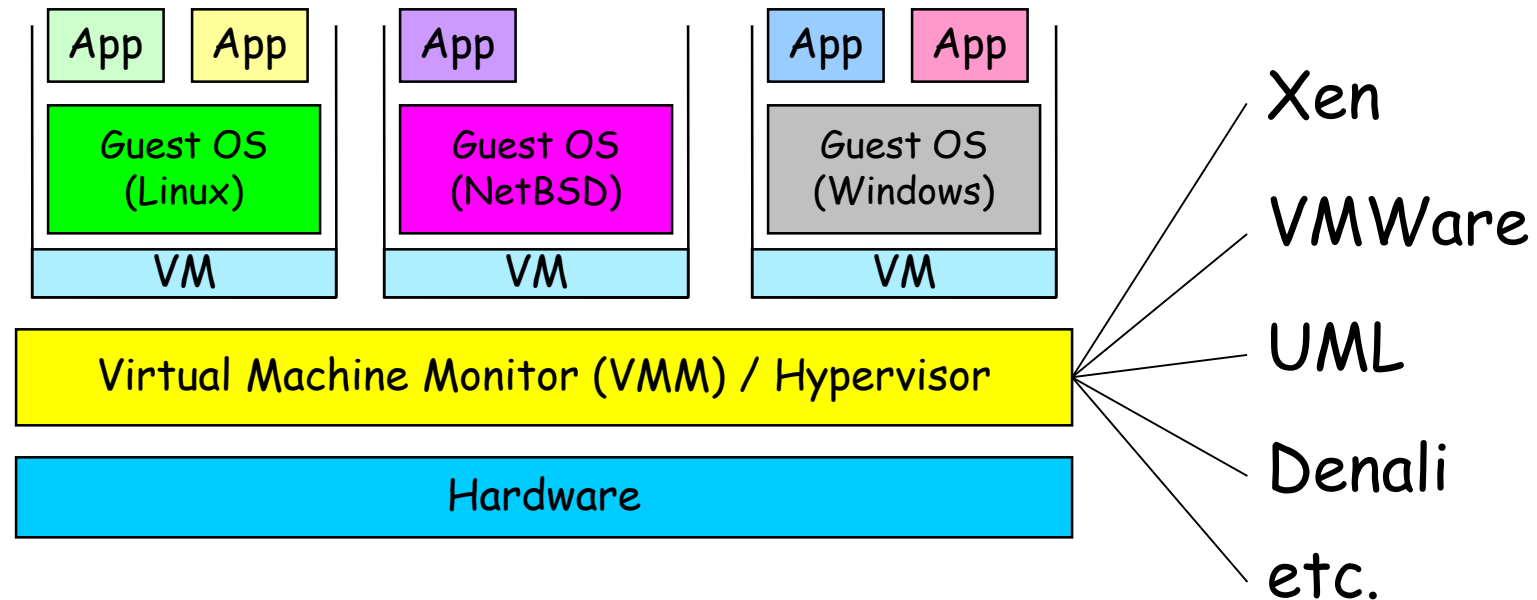 App
App
App
App
App
Guest OS
(Linux)
Guest OS
(NetBSD)
Guest OS
(Windows)
VM
VM
VM
Virtual Machine Monitor (VMM) / Hypervisor
Hardware
Xen
VMWare
UML
Denali
etc.